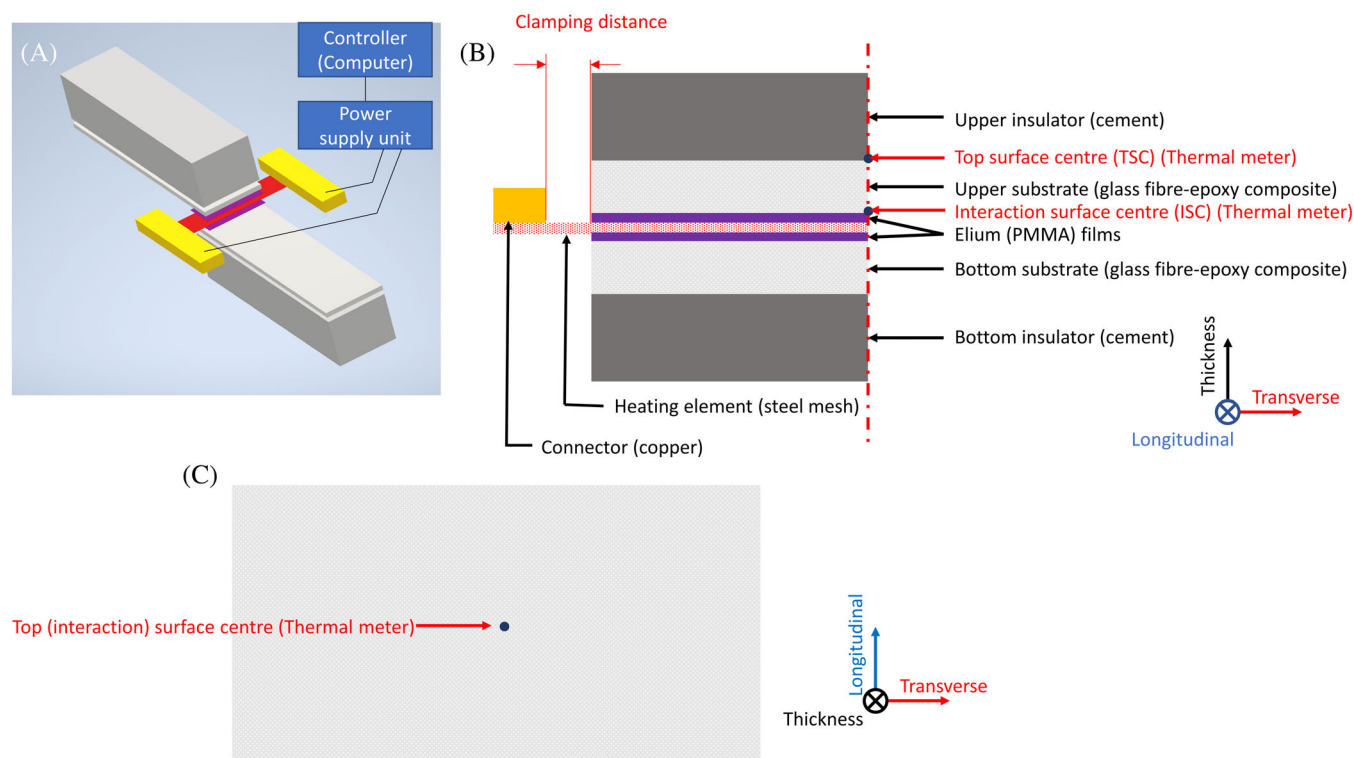 (A)
Controller
(Computer)
Power
supply unit
Clamping distance
(B)
Upper insulator (cement)
Top surface centre (TSC) (Thermal meter)
Upper substrate (glass fibre-epoxy composite)
Interaction surface centre (ISC) (Thermal meter)
Elium (PMMA) films
Bottom substrate (glass fibre-epoxy composite)
Bottom insulator (cement)
Heating element (steel mesh)
Connector (copper)
Thickness
Transverse
Longitudinal
(C)
Top (interaction) surface centre (Thermal meter)
Longitudinal
Transverse
Thickness